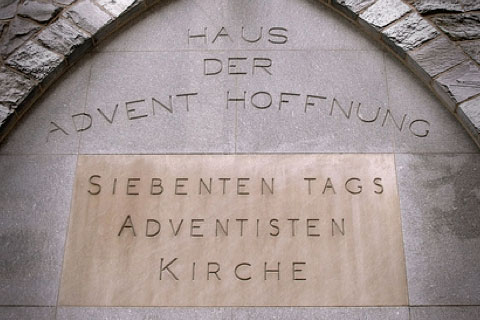 HAUS
DER
ADVENT HOFFNUNG
SIEBENTEN TAGS
ADVENTISTEN
KIRCHE